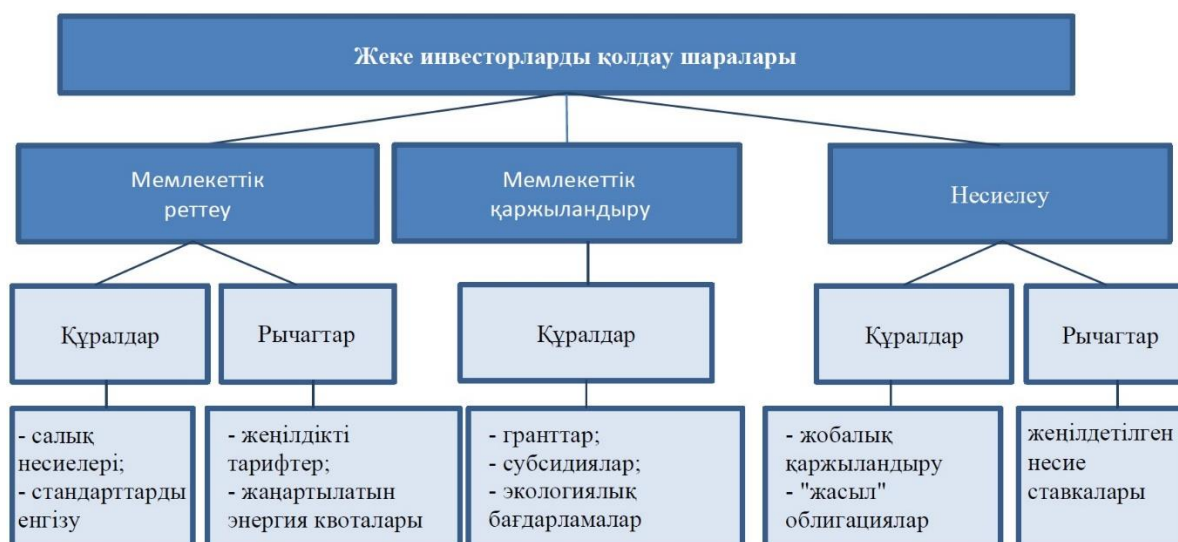 Жеке инвесторларды қолдау шаралары
Мемлекеттік
реттеу
Мемлекеттік
қаржыландыру
Несиелеу
Құралдар
Рычагтар
Құралдар
Құралдар
Рычагтар
- салық
несиелері;
- стандарттарды
енгізу
- жеңілдікті
тарифтер;
- жаңартылатын
энергия квоталары
- гранттар;
- субсидиялар;
- экологиялық
бағдарламалар
- жобалық
қаржыландыру
- "жасыл"
облигациялар
жеңілдетілген
несие
ставкалары